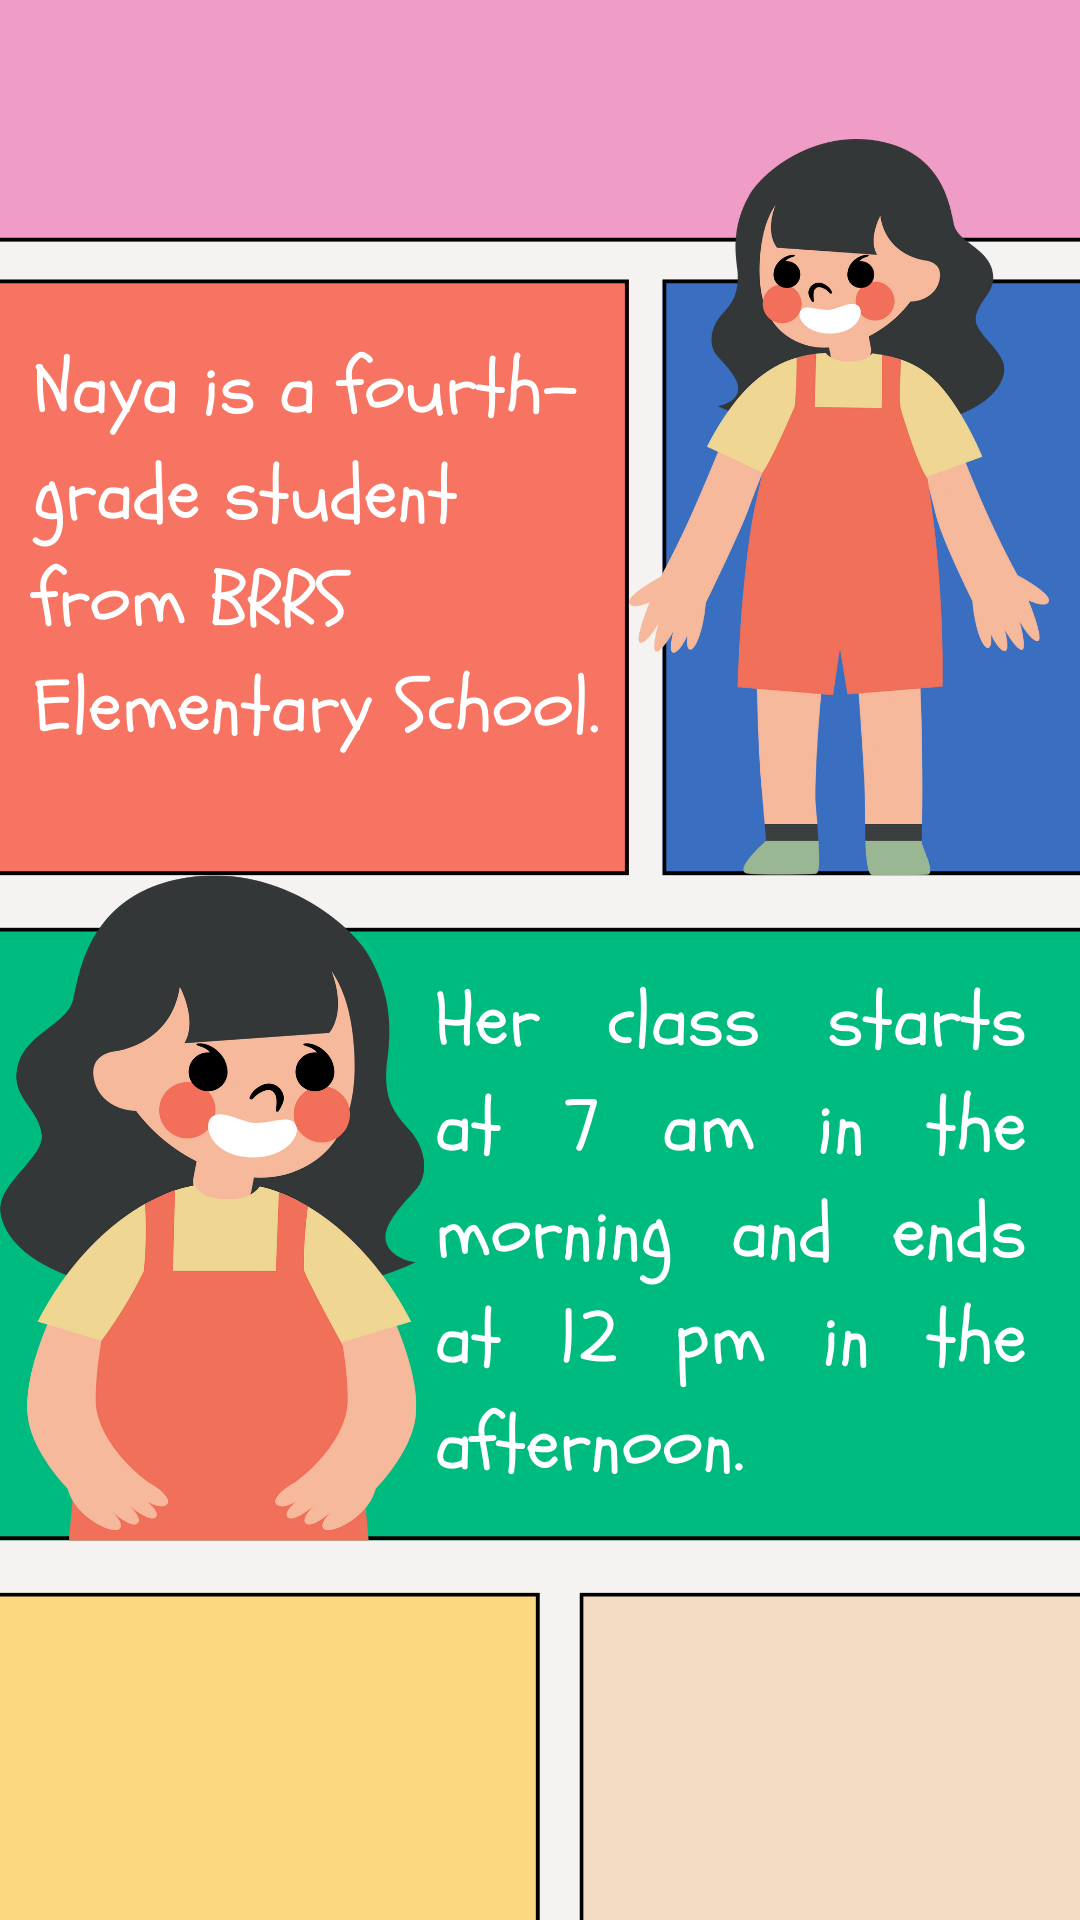 Naya is a fourth-
grade student
from BRRS
Elementary School.
Her class starts
at 7 am in the
morning and ends
at 12 pm in the
afternoon.